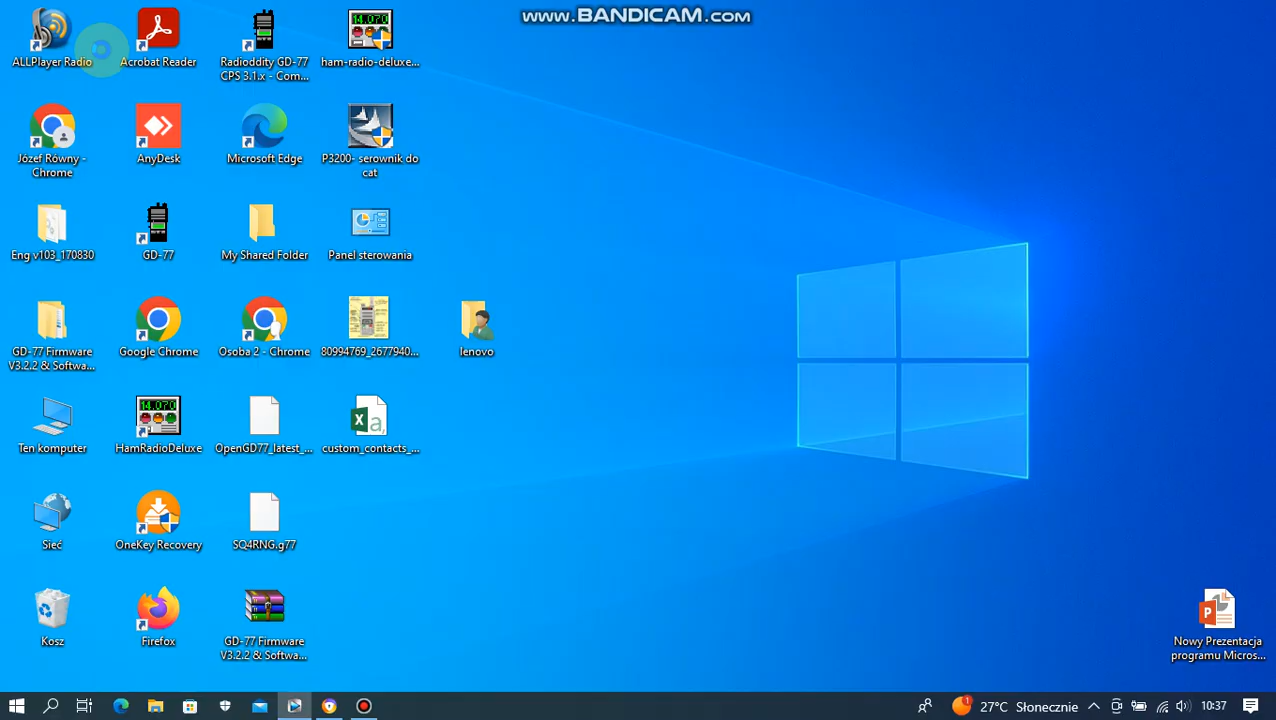 www.BANDICAM.com
ALLPlayer Radio
Acrobat Reader
Radioddity GD-77
CPS 3.1.x - Com...
14.070
ham-radio-deluxe...
Józef Równy -
Chrome
AnyDesk
Microsoft Edge
P3200- serownik do
cat
Eng v103_170830
GD-77
My Shared Folder
Panel sterowania
GD-77 Firmware
V3.2.2 & Softwa...
Google Chrome
Osoba 2 - Chrome
80994769_2677940...
lenovo
Ten komputer
14.070
HamRadioDeluxe
OpenGD77_latest_...
custom_contacts_...
Sieć
OneKey Recovery
SQ4RNG.g77
Kosz
Firefox
GD-77 Firmware
V3.2.2 & Softwa...
Nowy Prezentacja
programu Micros...
27°C Słonecznie
10:37